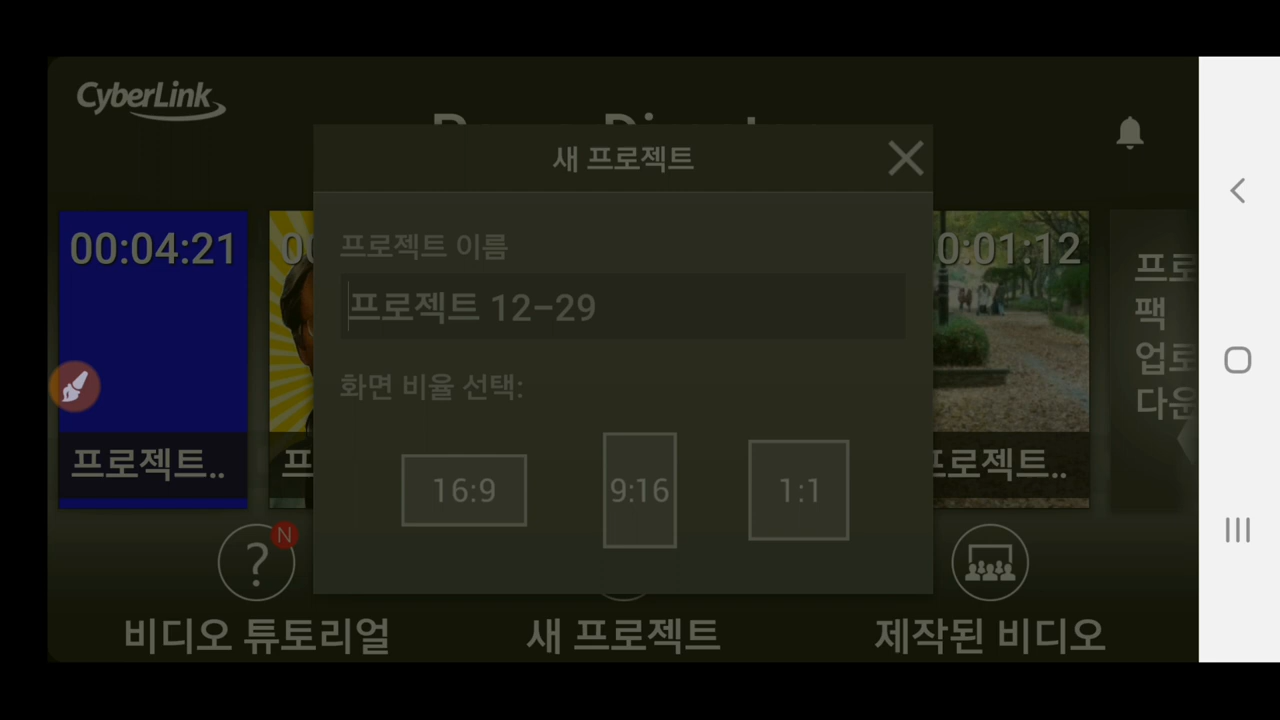 CyberLink
새 프로젝트
00:04:21
0:01:12
프로젝트 이름
프로젝트 12-29
화면 비율 선택:
16:9
9:16
1:1
프로젝트..
프로젝트..
팩
N
?
비디오 튜토리얼
새 프로젝트
제작된 비디오